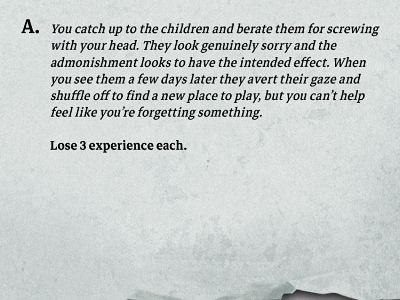 A. You catch up to the children and berate them for screwing
with your head. They look genuinely sorry and the
admonishment looks to have the intended effect. When
you see them a few days later they avert their gaze and
shuffle off to find a new place to play, but you can't help
feel like you're forgetting something.
Lose 3 experience each.